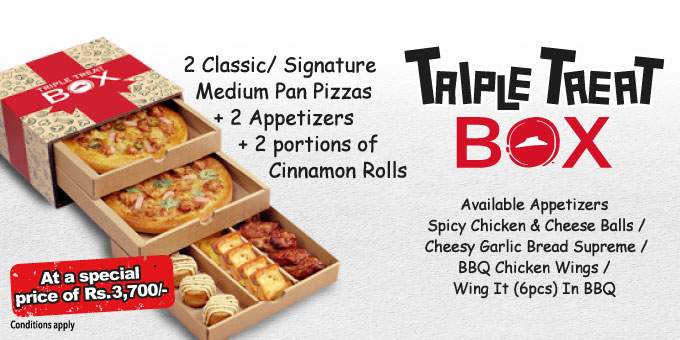 TRIPLE TREAT
BOX
2 Classic/ Signature
Medium Pan Pizzas
+ 2 Appetizers
+ 2 portions of
Cinnamon Rolls
At a special
price of Rs.3,700/-
Conditions apply
TRIPLE TREAT
BOX
Available Appetizers
Spicy Chicken & Cheese Balls /
Cheesy Garlic Bread Supreme /
BBQ Chicken Wings /
Wing It (6pcs) In BBQ